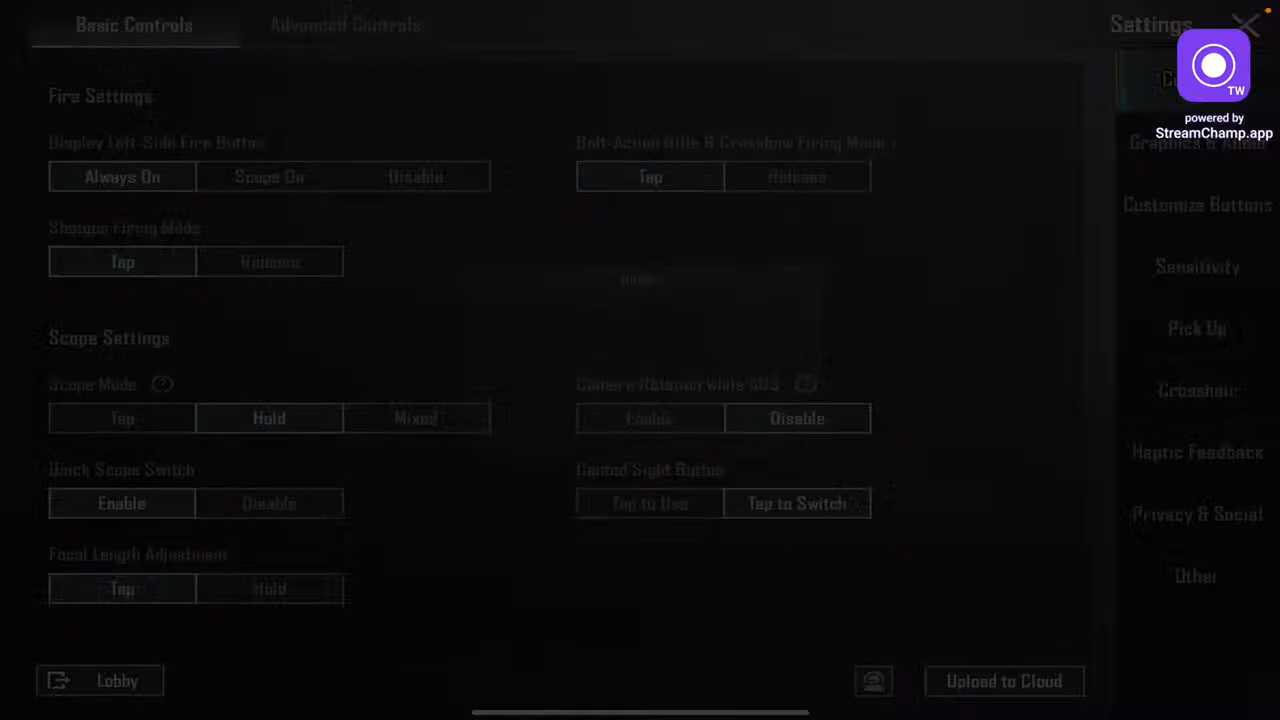 Basic Controls
Advanced Controls
Settings
TW
powered by
StreamChamp.app
Fire Settings
Display Left-Side Fire Button
Bolt-Action Rifle & Crossbow Firing Mode
Always On
Scope On
Disable
Tap
Release
Graphics & Audio
Customize Buttons
Shotgun Firing Mode
Tap
Release
Sensitivity
Scope Settings
Pick Up
Scope Mode ?
Camera Rotation while ADS ?
Crosshair
Tap
Hold
Mixed
Enable
Disable
Haptic Feedback
Quick Scope Switch
Canted Sight Button
Enable
Disable
Tap to Use
Tap to Switch
Privacy & Social
Focal Length Adjustment
Other
Tap
Hold
Lobby
Upload to Cloud